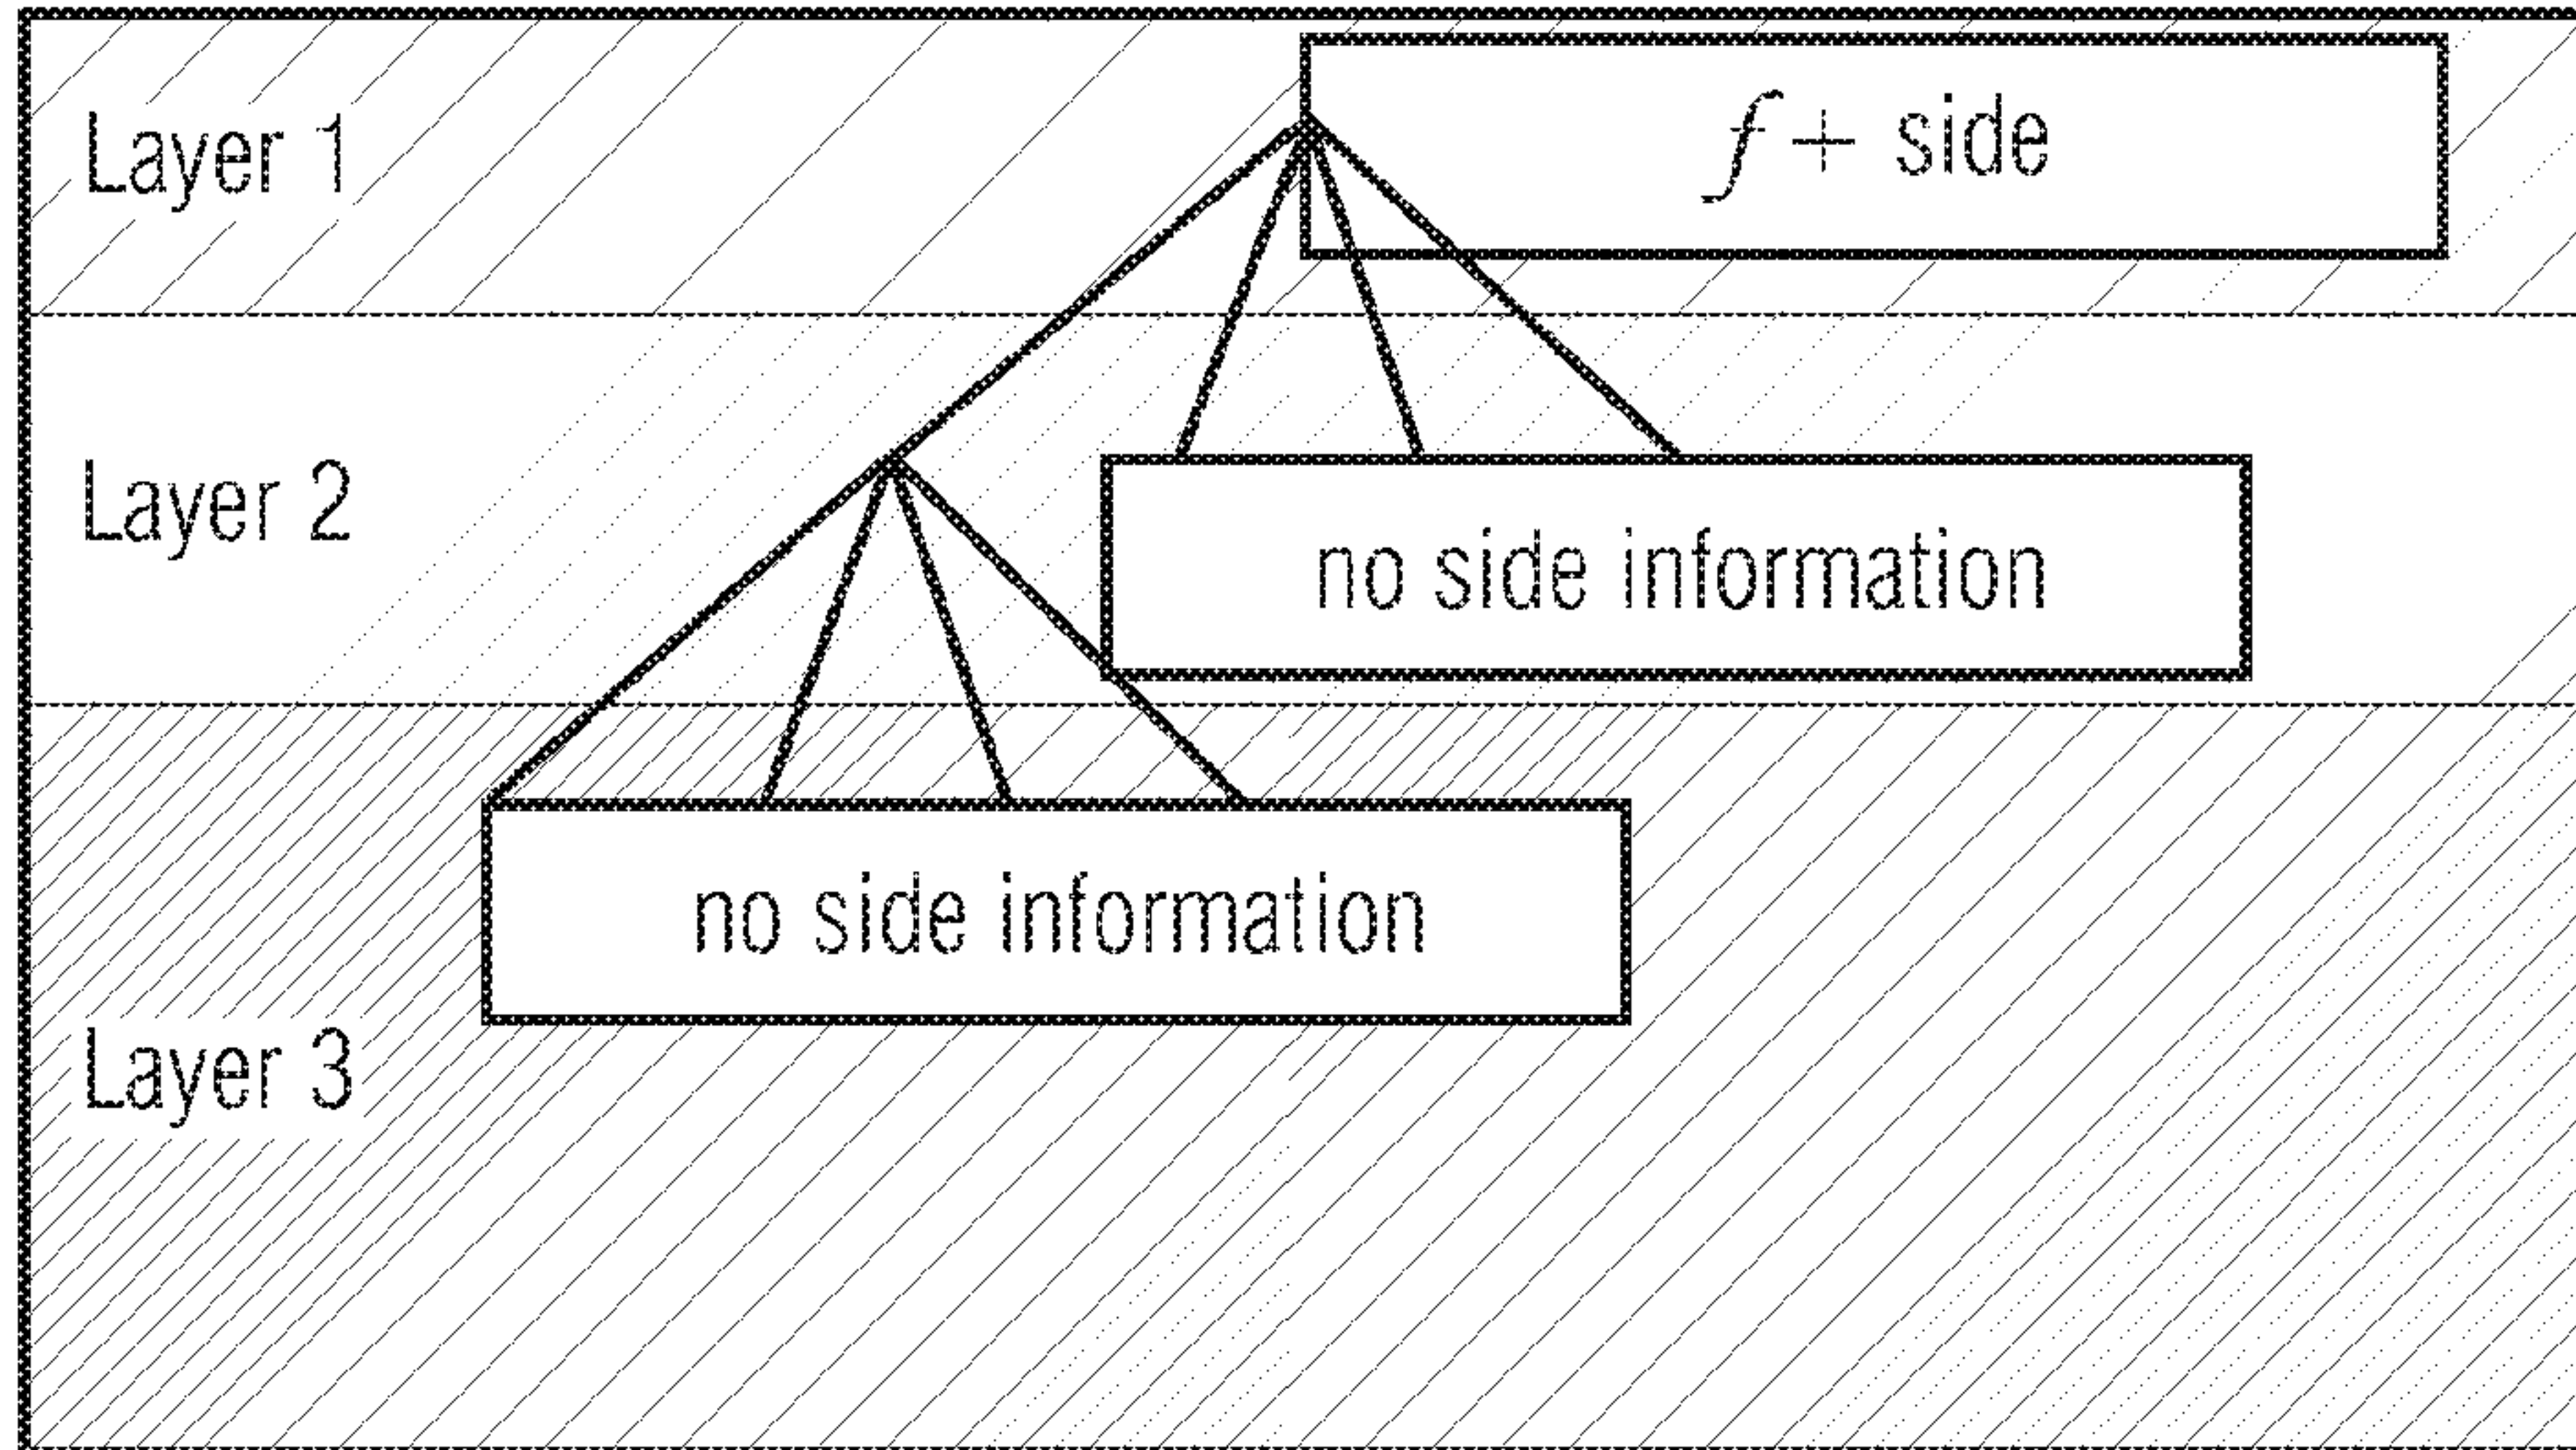 Layer 1
f + side
Layer 2
no side information
no side information
Layer 3